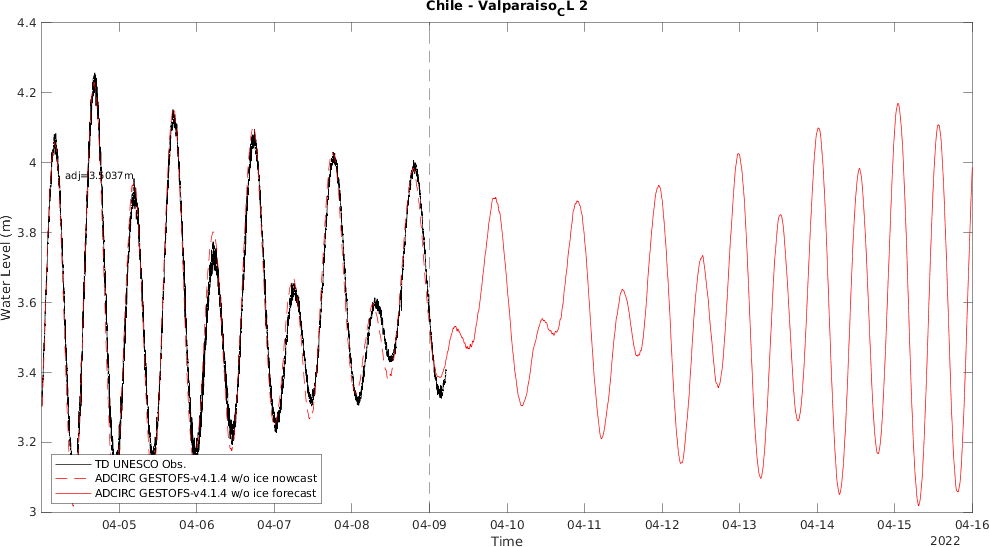 Chile - Valparaiso_CL 2
4.4
4.2
4
3.8
3.6
3.4
3.2
3
Water Level (m)
adj=3.5037m
TD UNESCO Obs.
ADCIRC GESTOFS-v4.1.4 w/o ice nowcast
ADCIRC GESTOFS-v4.1.4 w/o ice forecast
04-05 04-06 04-07 04-08 04-09 04-10 04-11 04-12 04-13 04-14 04-15 04-16
Time
2022